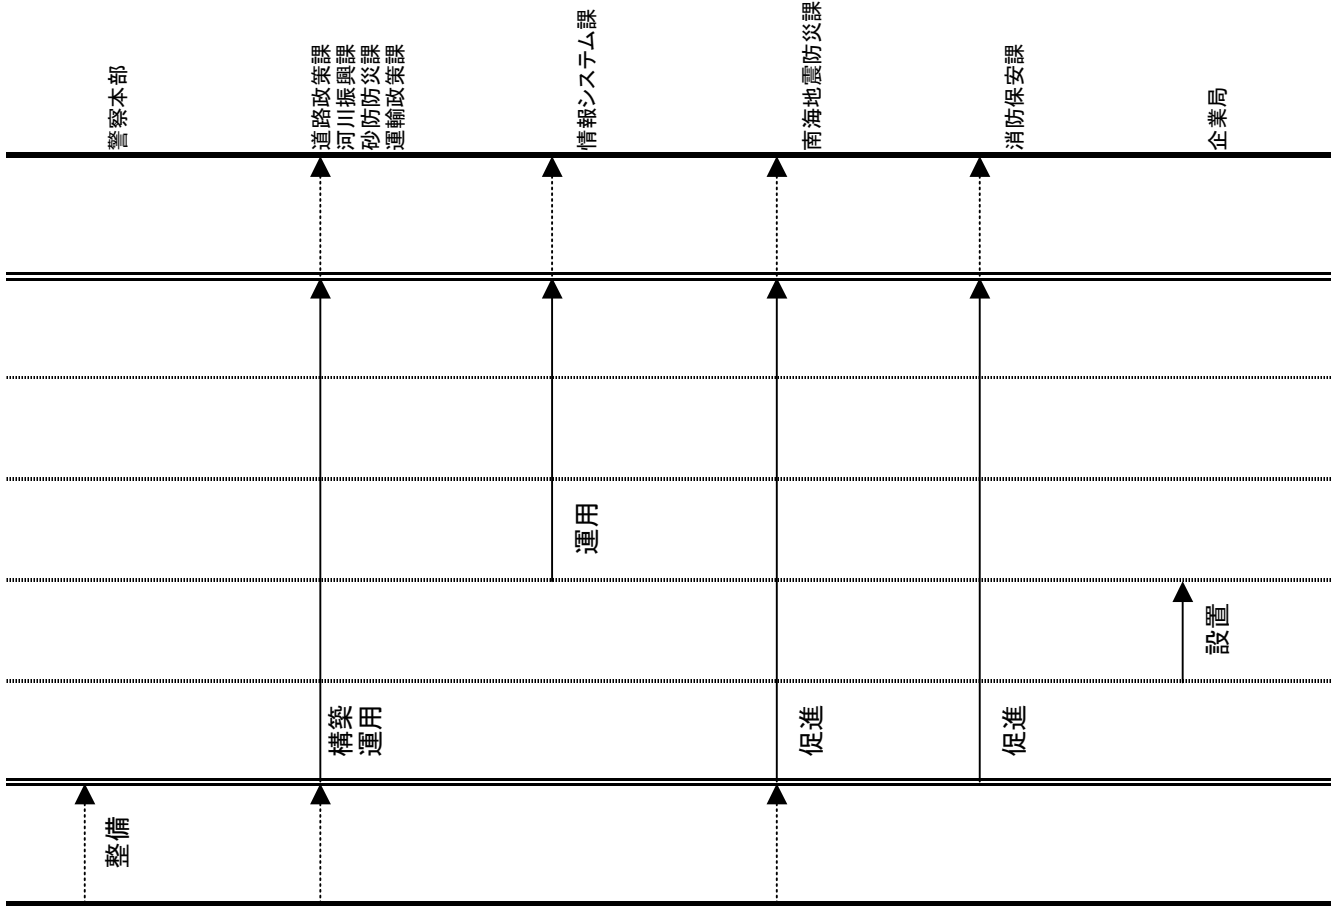 警察本部
整備
道路政策課
河川振興課
砂防防災課
運輸政策課
構築
運用
情報システム課
運用
南海地震防災課
促進
消防保安課
促進
企業局
設置